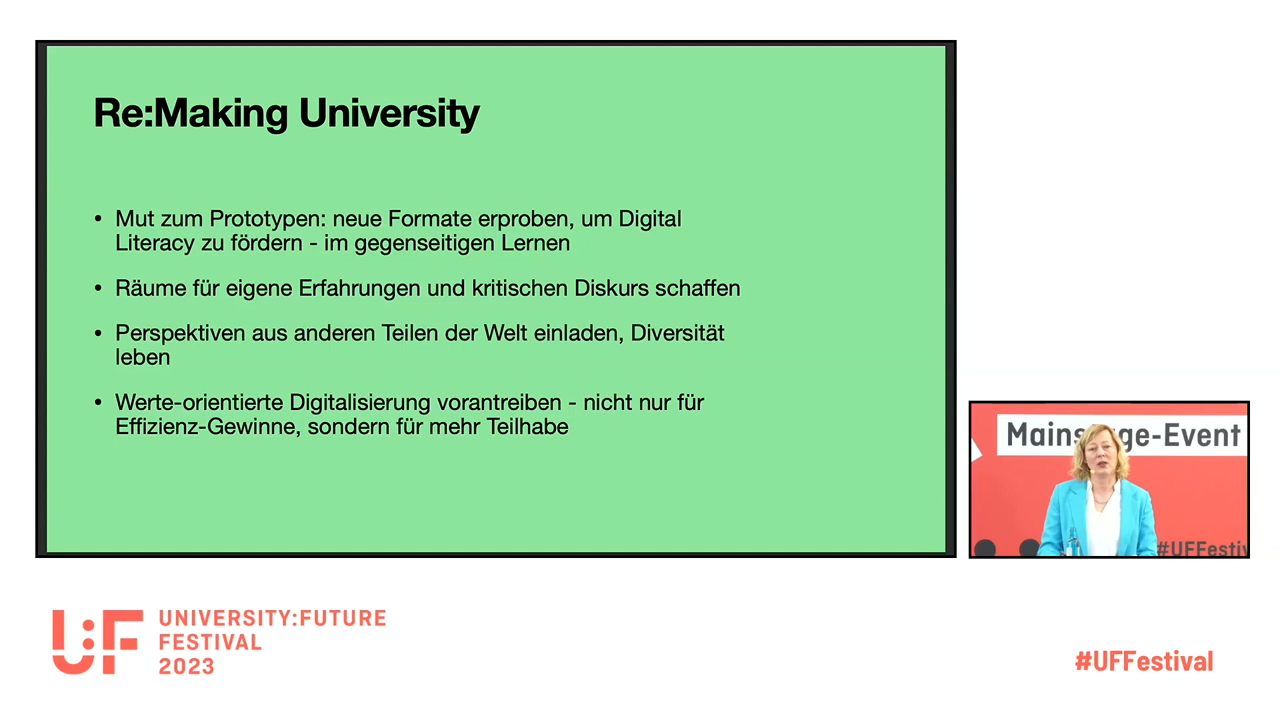 Re:Making University
• Mut zum Prototypen: neue Formate erproben, um Digital
Literacy zu fördern - im gegenseitigen Lernen
• Räume für eigene Erfahrungen und kritischen Diskurs schaffen
• Perspektiven aus anderen Teilen der Welt einladen, Diversität
leben
• Werte-orientierte Digitalisierung vorantreiben - nicht nur für
Effizienz-Gewinne, sondern für mehr Teilhabe
#UFFestiv
U:F
UNIVERSITY:FUTURE
FESTIVAL
2023
#UFFestival